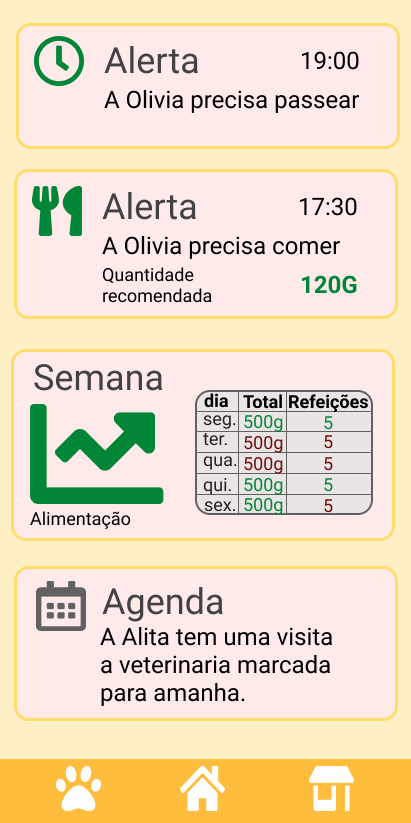 Alerta 19:00
A Olivia precisa passear
Alerta 17:30
A Olivia precisa comer
Quantidade
recomendada 120G
Semana
dia Total Refeições
seg. 500g 5
ter. 500g 5
qua. 500g 5
qui. 500g 5
sex. 500g 5
Alimentação
Agenda
A Alita tem uma visita
a veterinaria marcada
para amanha.